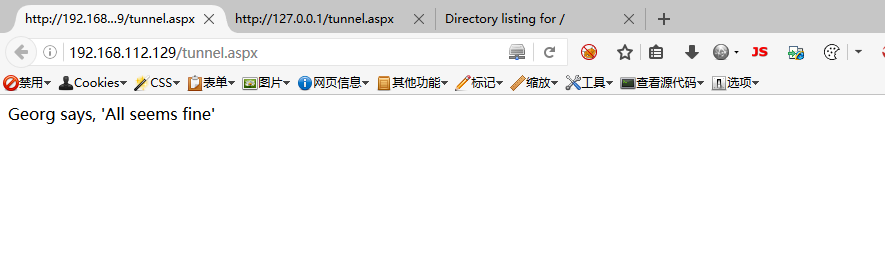 http://192.168...9/tunnel.aspx http://127.0.0.1/tunnel.aspx Directory listing for /
192.168.112.129/tunnel.aspx JS
禁用 Cookies CSS 表单 图片 网页信息 其他功能 标记 缩放 工具 查看源代码 选项
Georg says, 'All seems fine'